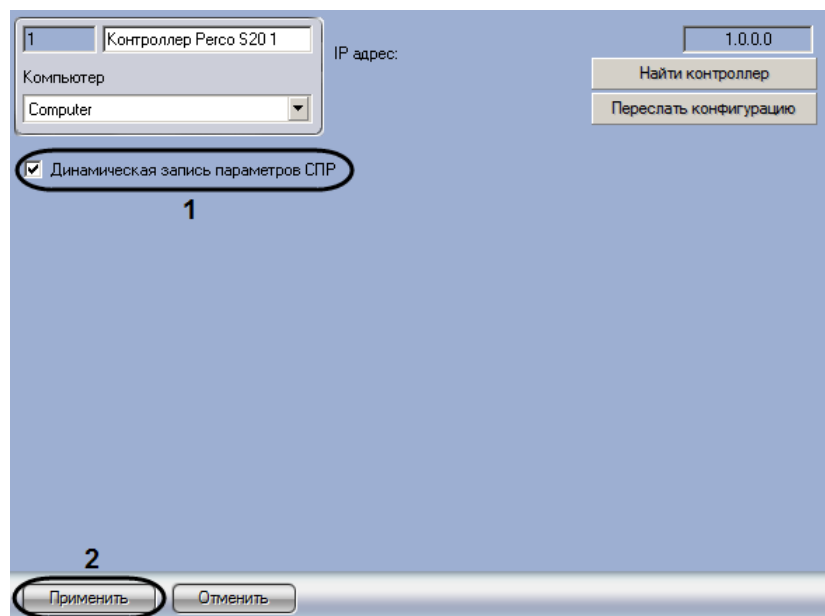 1 Контроллер Perco S20 1
IP адрес:
1.0.0.0
Компьютер
Найти контроллер
Computer
Переслать конфигурацию
Динамическая запись параметров СПР
1
2
Применить Отменить